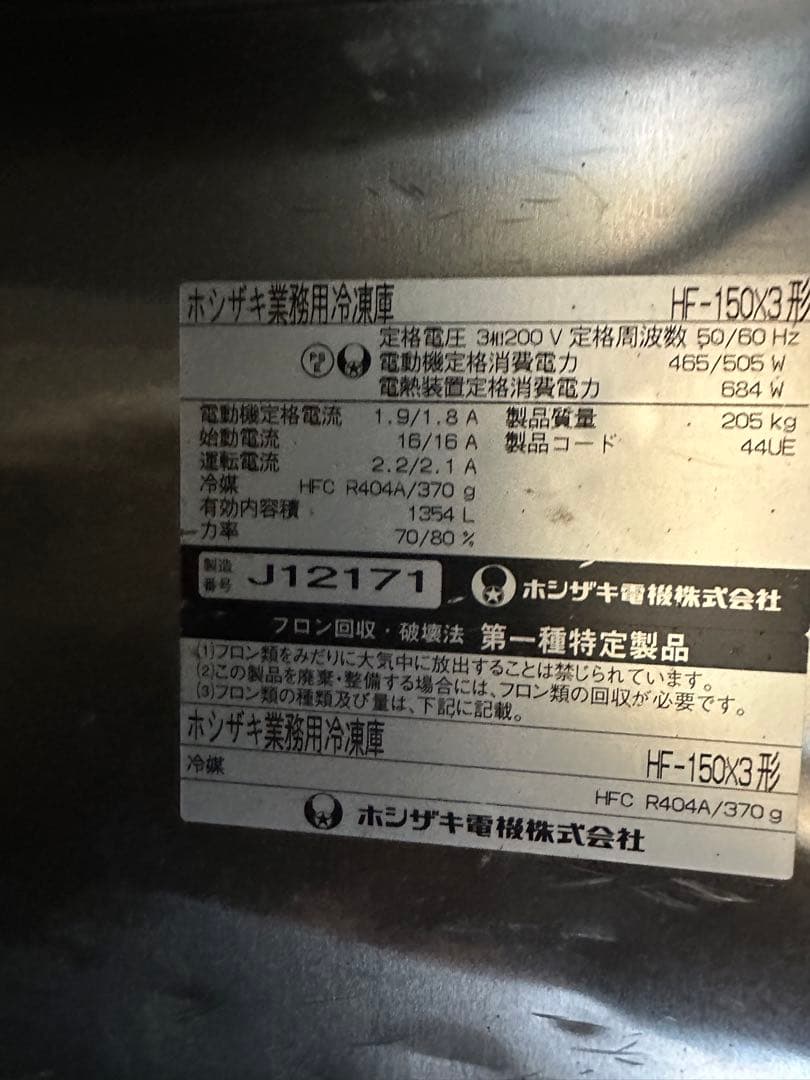 ホシザキ業務用冷凍庫 HF-150X3形
定格電圧 3相200 V 定格周波数 50/60 Hz
PS E 電動機定格消費電力 465/505 W
電熱装置定格消費電力 684 W
電動機定格電流 1.9/1.8 A 製品質量 205 kg
始動電流 16/16 A 製品コード 44UE
運転電流 2.2/2.1 A
冷媒 HFC R404A/370 g
有効内容積 1354 L
力率 70/80 %
製造番号 J12171 ホシザキ電機株式会社
フロン回収・破壊法 第一種特定製品
(1)フロン類をみだりに大気中に放出することは禁じられています。
(2)この製品を廃棄・整備する場合には、フロン類の回収が必要です。
(3)フロン類の種類及び量は、下記に記載。
ホシザキ業務用冷凍庫 HF-150X3形
冷媒 HFC R404A/370 g
ホシザキ電機株式会社